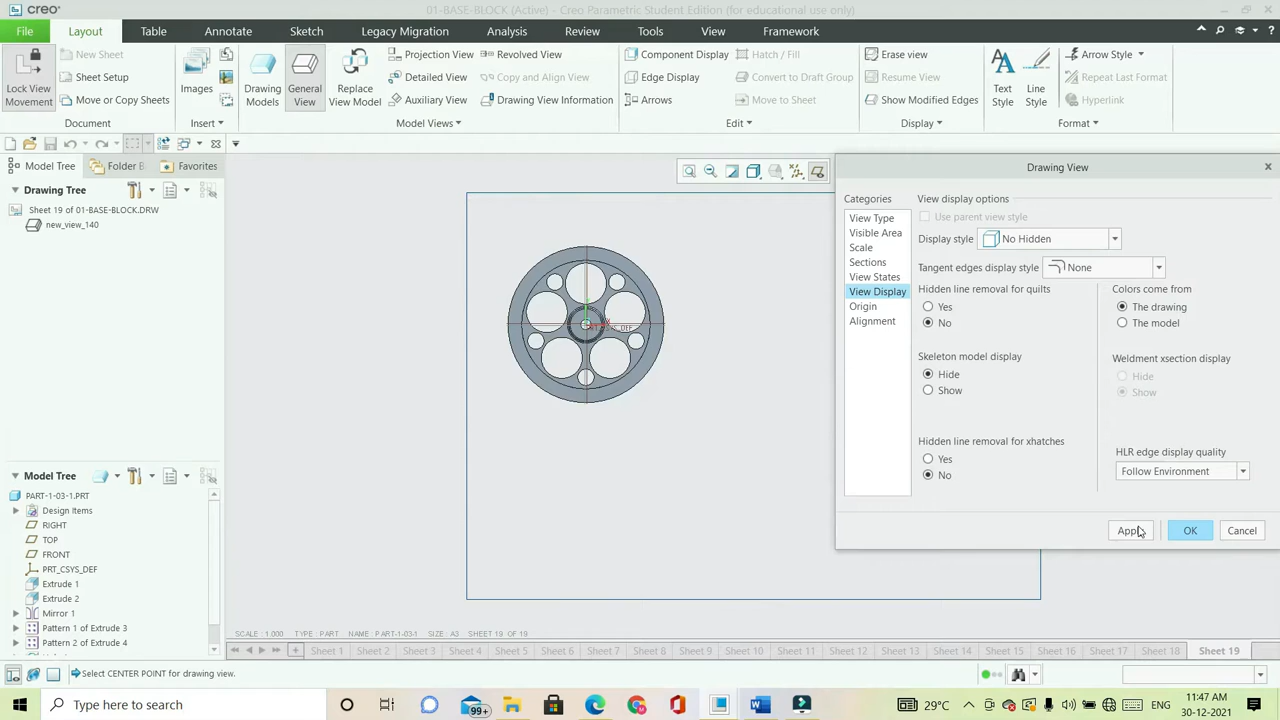 creo
01-BASE-BLOCK (Active) - Creo Parametric Student Edition (for educational use only)
File Layout Table Annotate Sketch Legacy Migration Analysis Review Tools View Framework
Lock View Movement
New Sheet
Sheet Setup
Move or Copy Sheets
Document
Images
Insert
Drawing Models
General View
Replace View Model
Projection View
Detailed View
Auxiliary View
Revolved View
Copy and Align View
Drawing View Information
Model Views
Component Display
Edge Display
Arrows
Hatch / Fill
Convert to Draft Group
Move to Sheet
Edit
Erase view
Resume View
Show Modified Edges
Display
Text Style
Line Style
Arrow Style
Repeat Last Format
Hyperlink
Format
Model Tree Folder B Favorites
Drawing Tree
Sheet 19 of 01-BASE-BLOCK.DRW
new_view_140
Model Tree
PART-1-03-1.PRT
Design Items
RIGHT
TOP
FRONT
PRT_CSYS_DEF
Extrude 1
Extrude 2
Mirror 1
Pattern 1 of Extrude 3
Pattern 2 of Extrude 4
Drawing View
Categories
View Type
Visible Area
Scale
Sections
View States
View Display
Origin
Alignment
View display options
Use parent view style
Display style No Hidden
Tangent edges display style None
Hidden line removal for quilts
Yes
No
Colors come from
The drawing
The model
Skeleton model display
Hide
Show
Weldment xsection display
Hide
Show
Hidden line removal for xhatches
Yes
No
HLR edge display quality
Follow Environment
OK Cancel
SCALE : 1.000 TYPE : PART NAME : PART-1-03-1 SIZE : A3 SHEET 19 OF 19
Sheet 1 Sheet 2 Sheet 3 Sheet 4 Sheet 5 Sheet 6 Sheet 7 Sheet 8 Sheet 9 Sheet 10 Sheet 11 Sheet 12 Sheet 13 Sheet 14 Sheet 15 Sheet 16 Sheet 17 Sheet 18 Sheet 19
Select CENTER POINT for drawing view.
Type here to search
99+
29°C
ENG
11:47 AM
30-12-2021